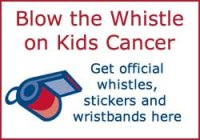 Blow the Whistle
on Kids Cancer
Get official
whistles,
stickers and
wristbands here